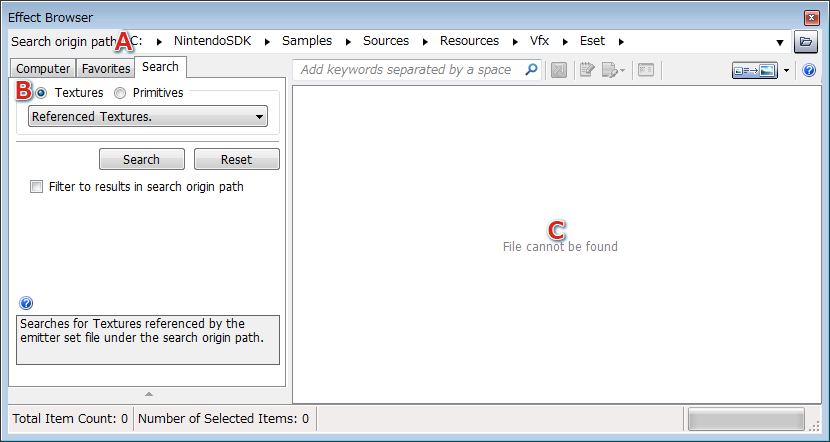 Effect Browser
Search origin path A C: NintendoSDK Samples Sources Resources Vfx Eset
Computer Favorites Search
Add keywords separated by a space
B Textures Primitives
Referenced Textures.
Search Reset
Filter to results in search origin path
C
File cannot be found
Searches for Textures referenced by the
emitter set file under the search origin path.
Total Item Count: 0 Number of Selected Items: 0